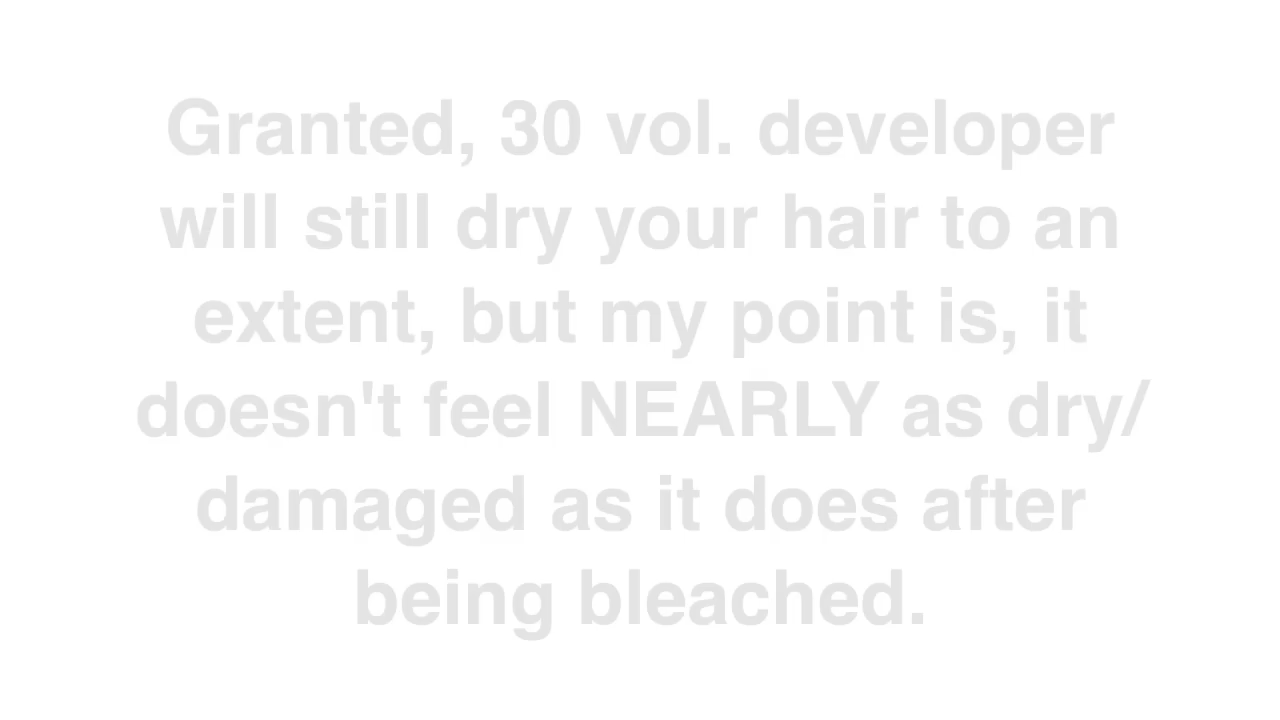 Granted, 30 vol. developer
will still dry your hair to an
extent, but my point is, it
doesn't feel NEARLY as dry/
damaged as it does after
being bleached.